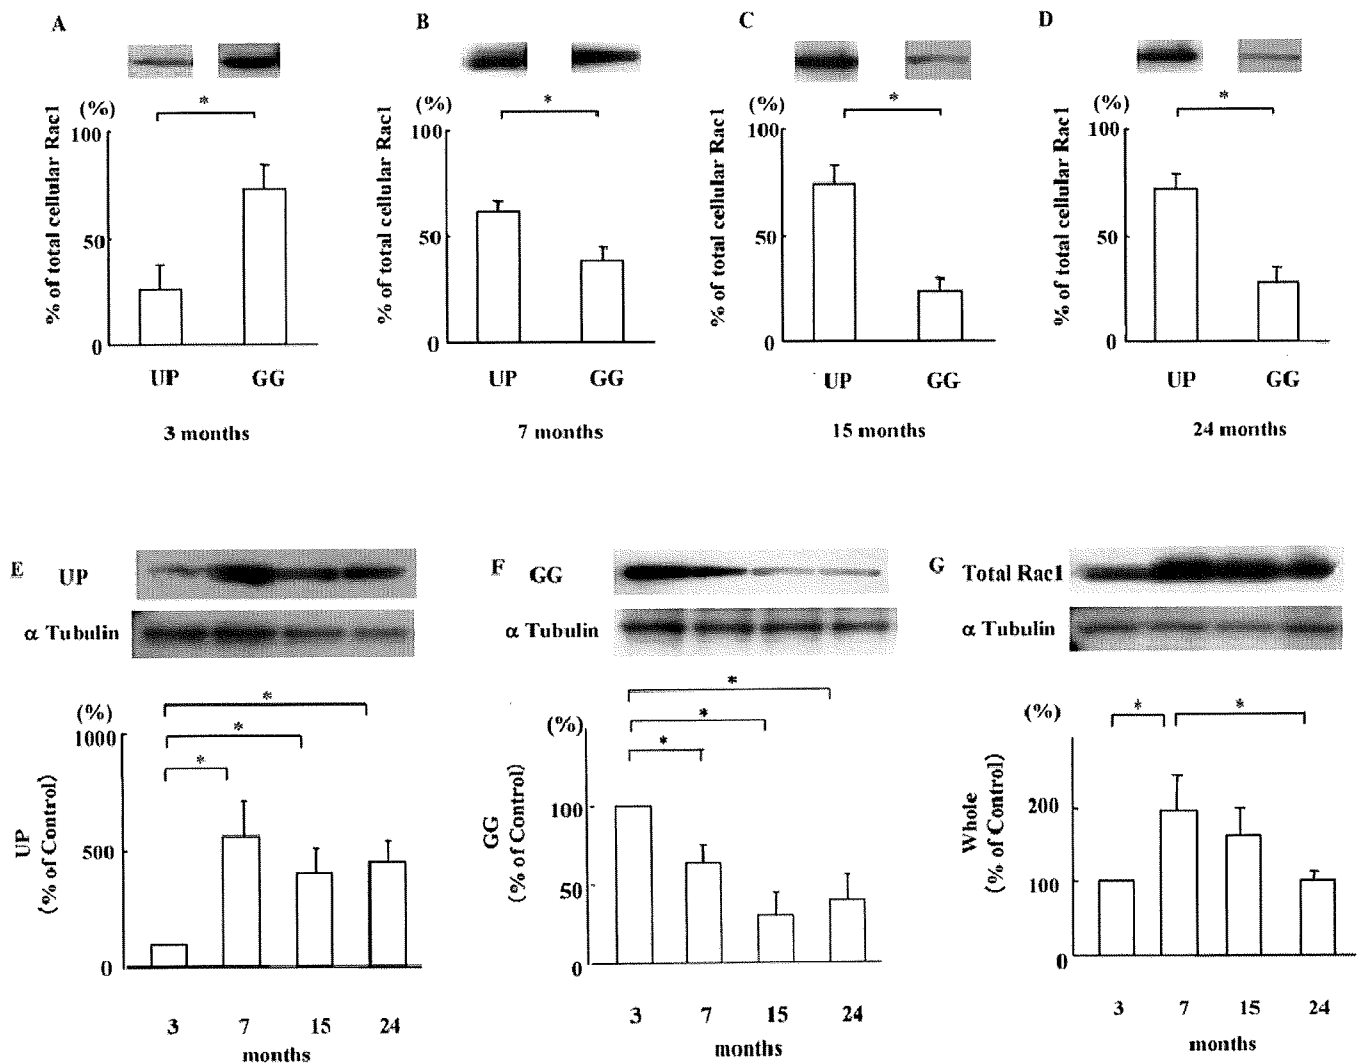 A
B
C
D
(%)
*
% of total cellular Rac1
100
50
0
UP
GG
3 months
(%)
*
% of total cellular Rac1
100
50
0
UP
GG
7 months
(%)
*
% of total cellular Rac1
100
50
0
UP
GG
15 months
(%)
*
% of total cellular Rac1
100
50
0
UP
GG
24 months
E
UP
α Tubulin
(%)
*
*
*
UP
(% of Control)
1000
500
0
3 7 15 24
months
F
GG
α Tubulin
(%)
*
*
*
GG
(% of Control)
100
50
0
3 7 15 24
months
G
Total Rac1
α Tubulin
(%)
*
*
Whole
(% of Control)
200
100
0
3 7 15 24
months